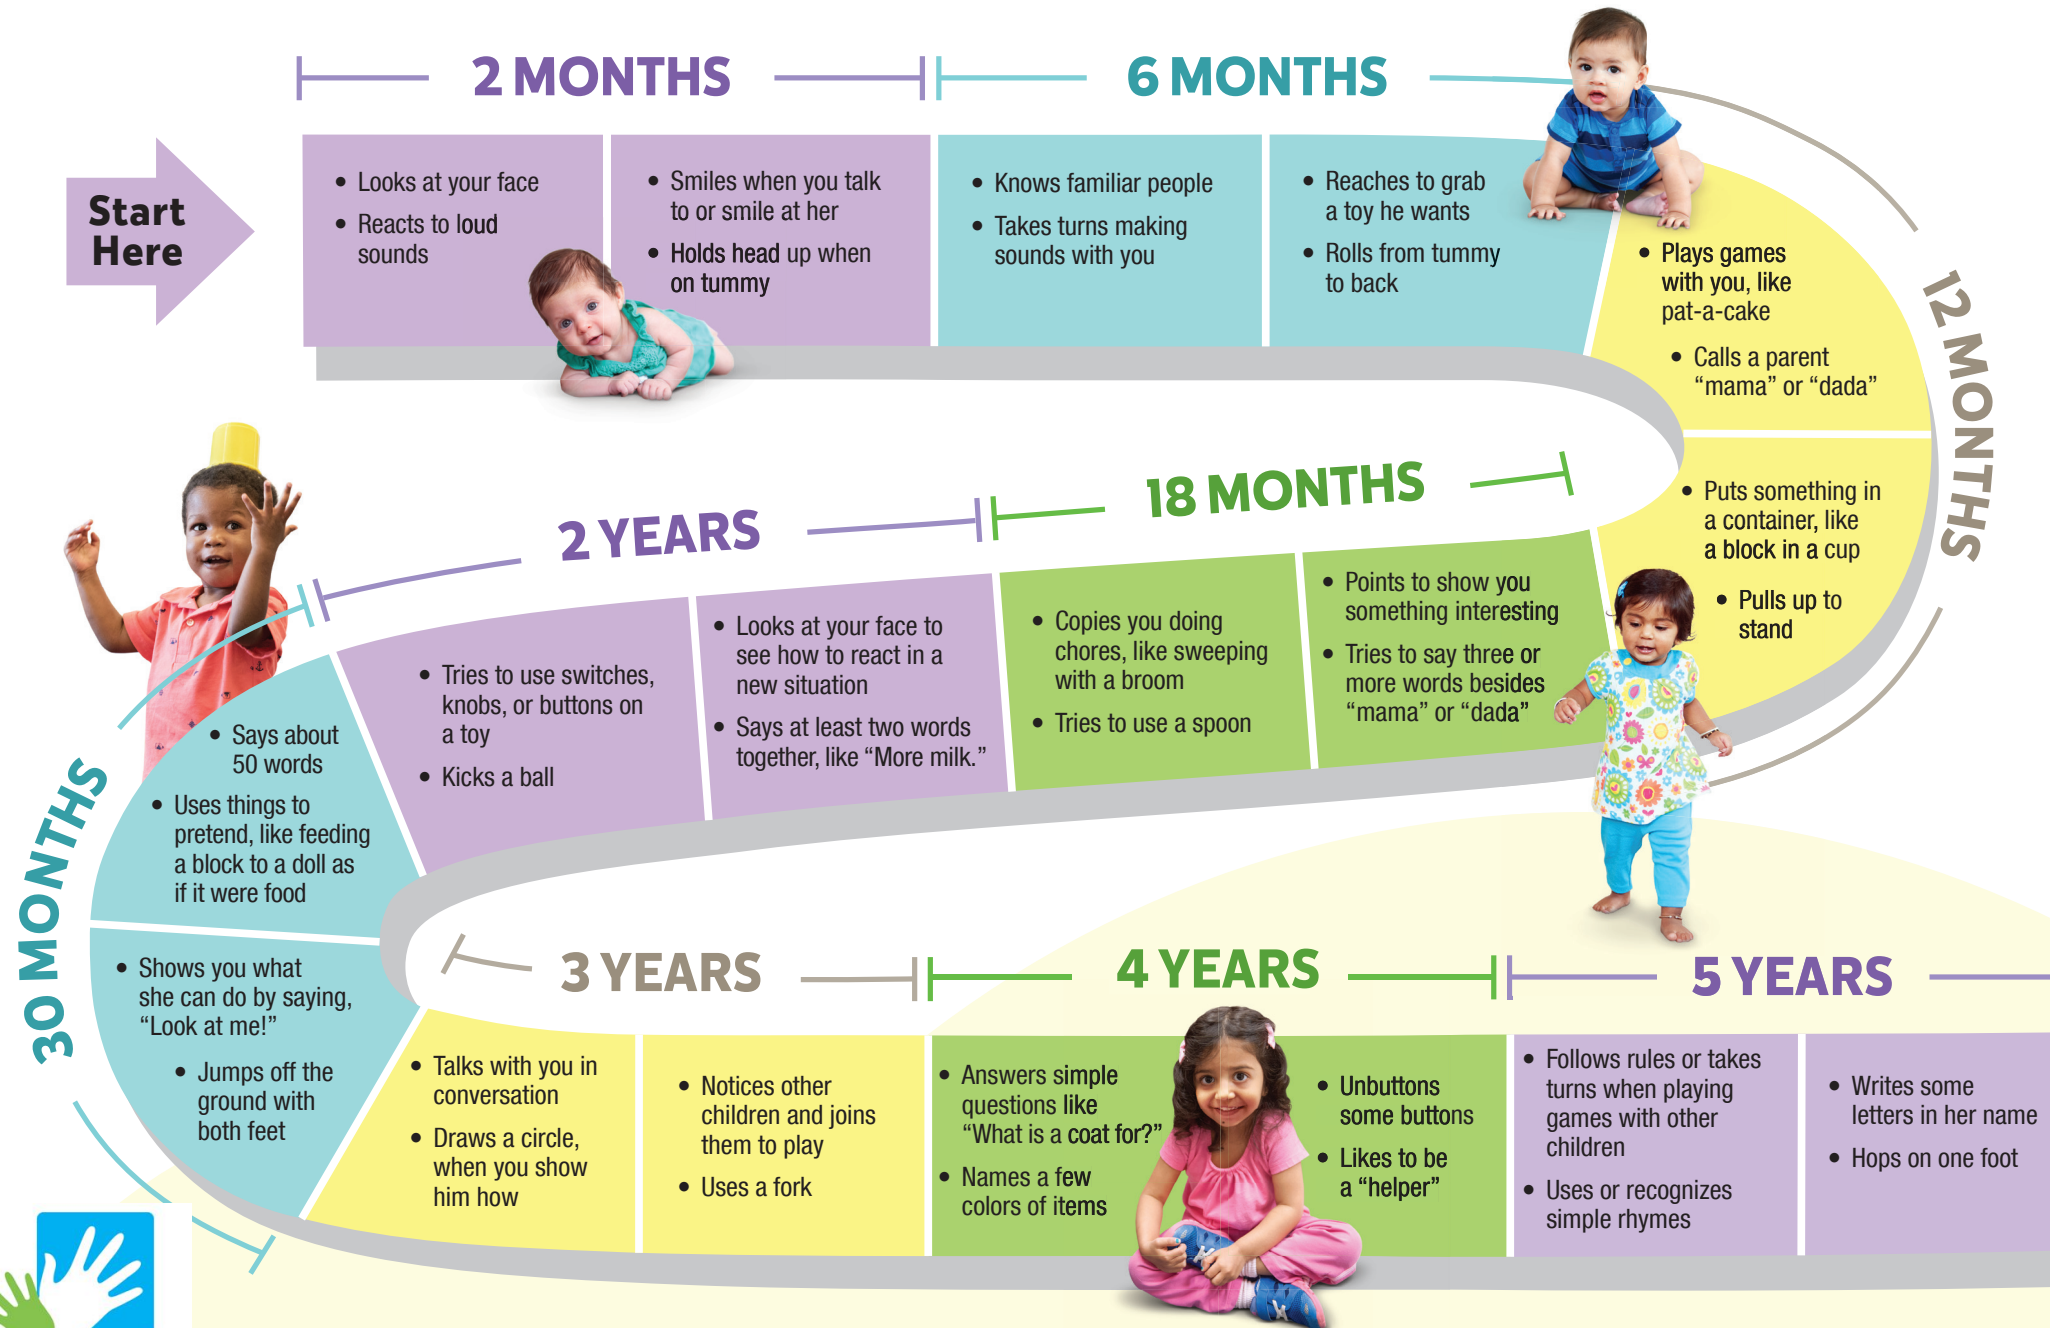 Start
Here
2 MONTHS
• Looks at your face
• Reacts to loud
sounds
• Smiles when you talk
to or smile at her
• Holds head up when
on tummy
6 MONTHS
• Knows familiar people
• Takes turns making
sounds with you
• Reaches to grab
a toy he wants
• Rolls from tummy
to back
12 MONTHS
• Plays games
with you, like
pat-a-cake
• Calls a parent
“mama” or “dada”
• Puts something in
a container, like
a block in a cup
• Pulls up to
stand
18 MONTHS
• Points to show you
something interesting
• Tries to say three or
more words besides
“mama” or “dada”
• Copies you doing
chores, like sweeping
with a broom
• Tries to use a spoon
2 YEARS
• Looks at your face to
see how to react in a
new situation
• Says at least two words
together, like “More milk.”
• Tries to use switches,
knobs, or buttons on
a toy
• Kicks a ball
30 MONTHS
• Says about
50 words
• Uses things to
pretend, like feeding
a block to a doll as
if it were food
• Shows you what
she can do by saying,
“Look at me!”
• Jumps off the
ground with
both feet
3 YEARS
• Talks with you in
conversation
• Draws a circle,
when you show
him how
• Notices other
children and joins
them to play
• Uses a fork
4 YEARS
• Answers simple
questions like
“What is a coat for?”
• Names a few
colors of items
• Unbuttons
some buttons
• Likes to be
a “helper”
5 YEARS
• Follows rules or takes
turns when playing
games with other
children
• Uses or recognizes
simple rhymes
• Writes some
letters in her name
• Hops on one foot